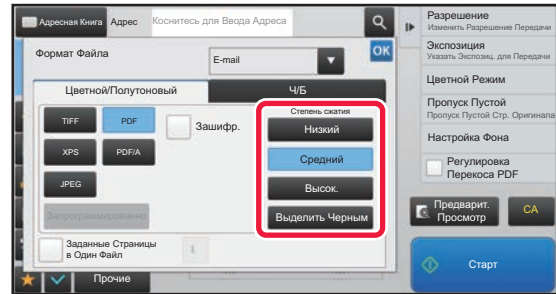 Адресная Книга
Адрес
Коснитесь для Ввода Адреса
Разрешение
Изменить Разрешение Передачи
Экспозиция
Указать Экспозиц. для Передачи
Цветной Режим
Пропуск Пустой
Пропуск Пустой Стр. Оригинала
Настройка Фона
Регулировка
Перекоса PDF
Предварит.
Просмотр
CA
Старт
Формат Файла
E-mail
OK
Цветной/Полутоновый
Ч/Б
TIFF
PDF
Зашифр.
XPS
PDF/A
JPEG
Запрограммированно
Степень сжатия
Низкий
Средний
Высок.
Выделить Черным
Заданные Страницы
в Один Файл
1
Прочие